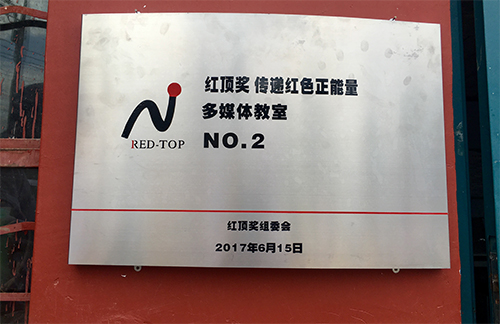 红顶奖 传递红色正能量
多媒体教室
NO.2
RED-TOP
红顶奖组委会
2017年6月15日